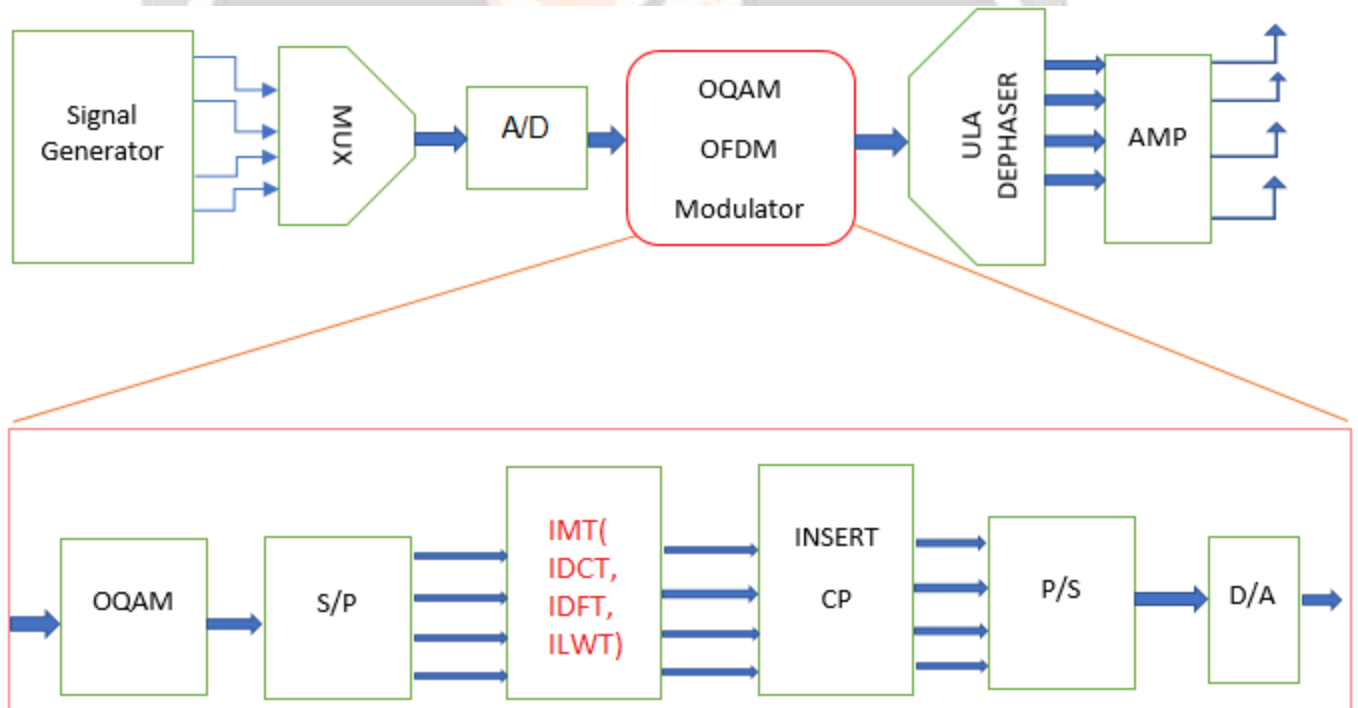 Signal
Generator
MUX
A/D
OQAM
OFDM
Modulator
ULA
DEPHASER
AMP
OQAM
S/P
IMT(
IDCT,
IDFT,
ILWT)
INSERT
CP
P/S
D/A